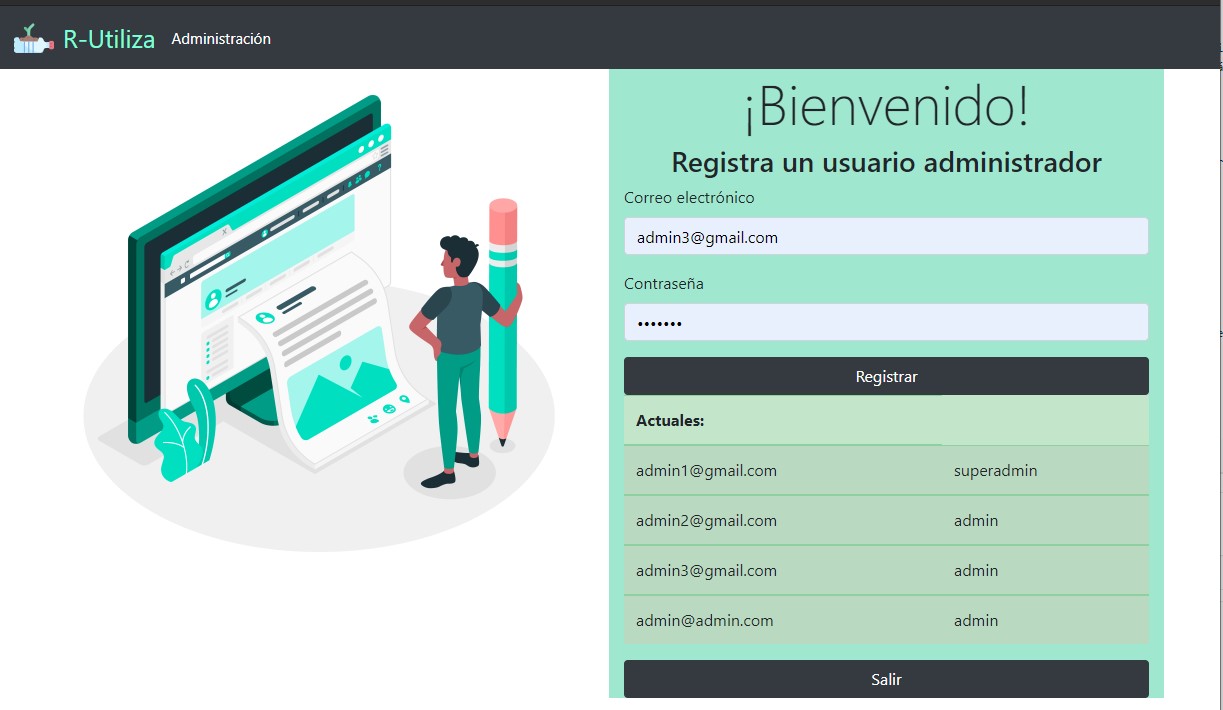 R-Utiliza Administración
¡Bienvenido!
Registra un usuario administrador
Correo electrónico
admin3@gmail.com
Contraseña
•••••••
Registrar
Actuales:
admin1@gmail.com superadmin
admin2@gmail.com admin
admin3@gmail.com admin
admin@admin.com admin
Salir